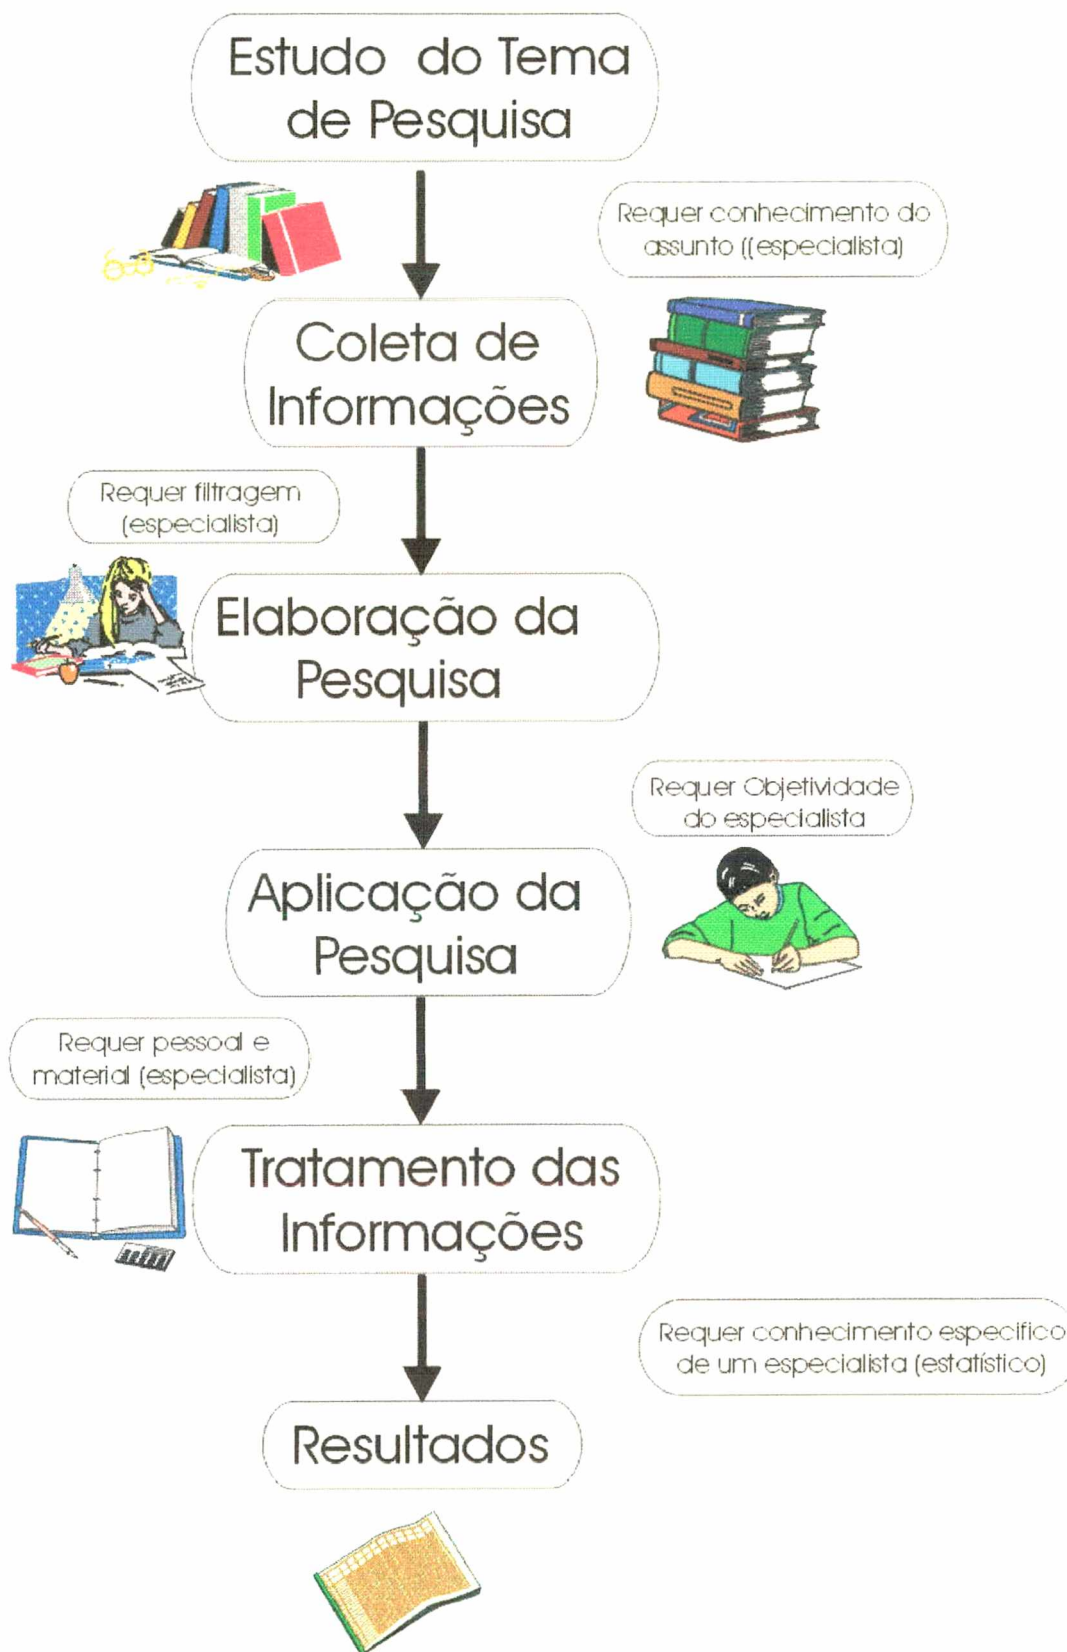 Estudo do Tema
de Pesquisa
Requer conhecimento do
assunto ((especialista)
Coleta de
Informações
Requer filtragem
(especialista)
Elaboração da
Pesquisa
Requer Objetividade
do especialista
Aplicação da
Pesquisa
Requer pessoal e
material (especialista)
Tratamento das
Informações
Requer conhecimento especifico
de um especialista (estatístico)
Resultados